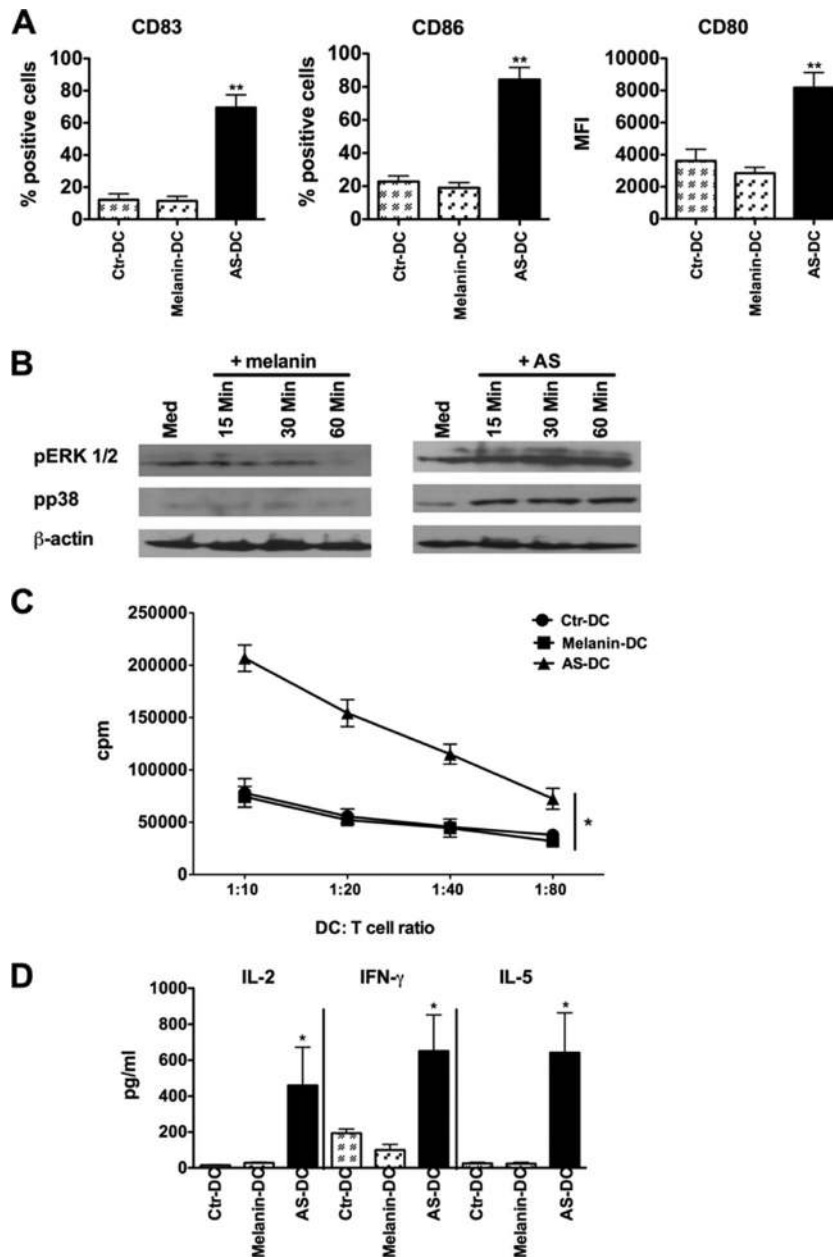 A
CD83
CD86
CD80
% positive cells
100
80
60
40
20
0
**
Ctr-DC
Melanin-DC
AS-DC
% positive cells
100
80
60
40
20
0
**
Ctr-DC
Melanin-DC
AS-DC
MFI
10000
8000
6000
4000
2000
0
**
Ctr-DC
Melanin-DC
AS-DC
B
+ melanin
+ AS
Med
15 Min
30 Min
60 Min
Med
15 Min
30 Min
60 Min
pERK 1/2
pp38
β-actin
C
cpm
250000
200000
150000
100000
50000
0
Ctr-DC
Melanin-DC
AS-DC
*
1:10
1:20
1:40
1:80
DC: T cell ratio
D
IL-2
IFN-γ
IL-5
pg/ml
1000
800
600
400
200
0
*
*
*
Ctr-DC
Melanin-DC
AS-DC
Ctr-DC
Melanin-DC
AS-DC
Ctr-DC
Melanin-DC
AS-DC